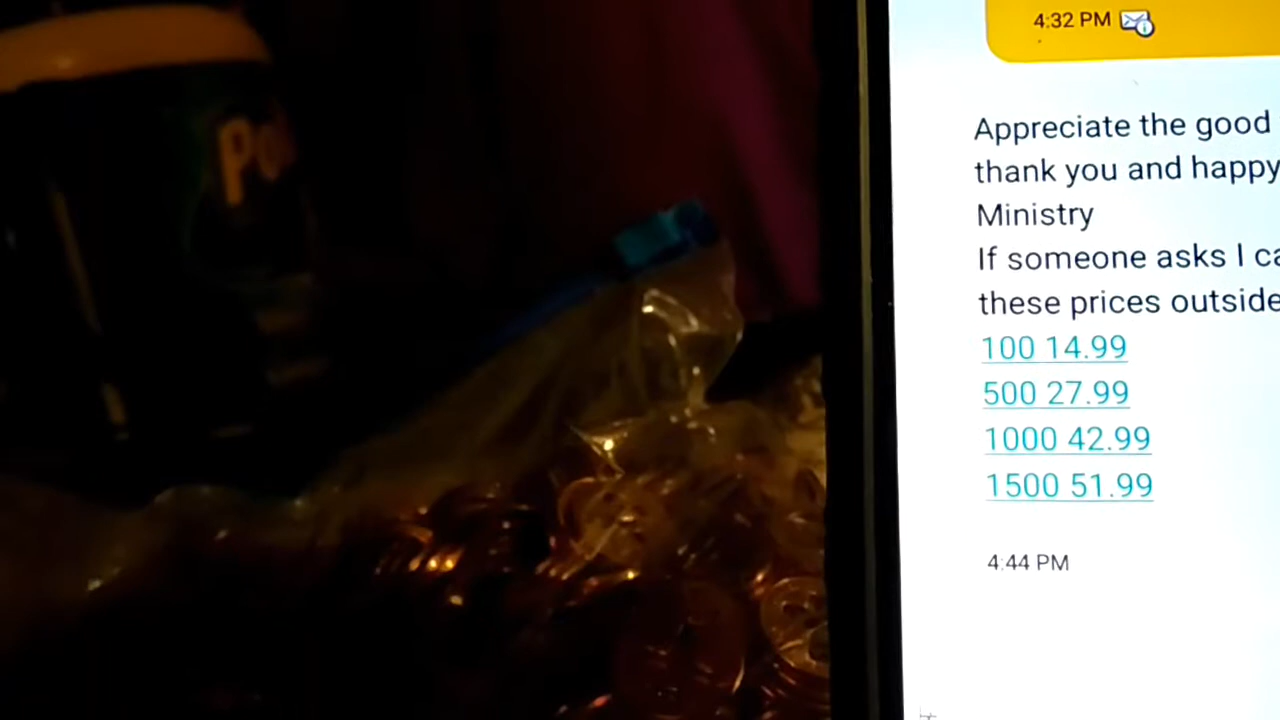 4:32 PM
Appreciate the good
thank you and happy
Ministry
If someone asks I
these prices outside
100 14.99
500 27.99
1000 42.99
1500 51.99
4:44 PM